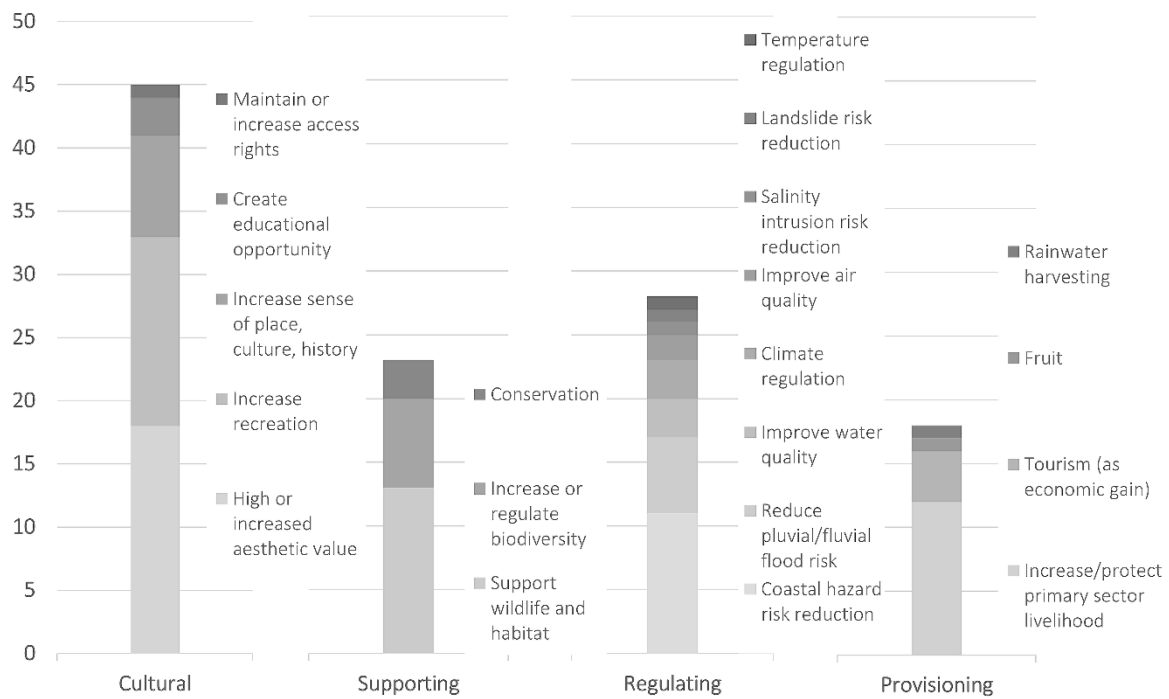 50
45
40
35
30
25
20
15
10
5
0
Maintain or
increase access
rights
Create
educational
opportunity
Increase sense
of place,
culture, history
Increase
recreation
High or
increased
aesthetic value
Cultural
Conservation
Increase or
regulate
biodiversity
Support
wildlife and
habitat
Supporting
Temperature
regulation
Landslide risk
reduction
Salinity
intrusion risk
reduction
Improve air
quality
Climate
regulation
Improve water
quality
Reduce
pluvial/fluvial
flood risk
Coastal hazard
risk reduction
Regulating
Rainwater
harvesting
Fruit
Tourism (as
economic gain)
Increase/protect
primary sector
livelihood
Provisioning